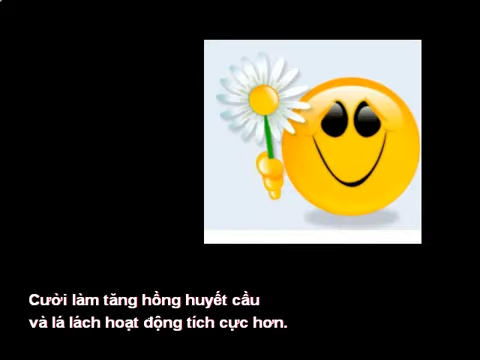 Cười làm tăng hồng huyết cầu
và lá lách hoạt động tích cực hơn.